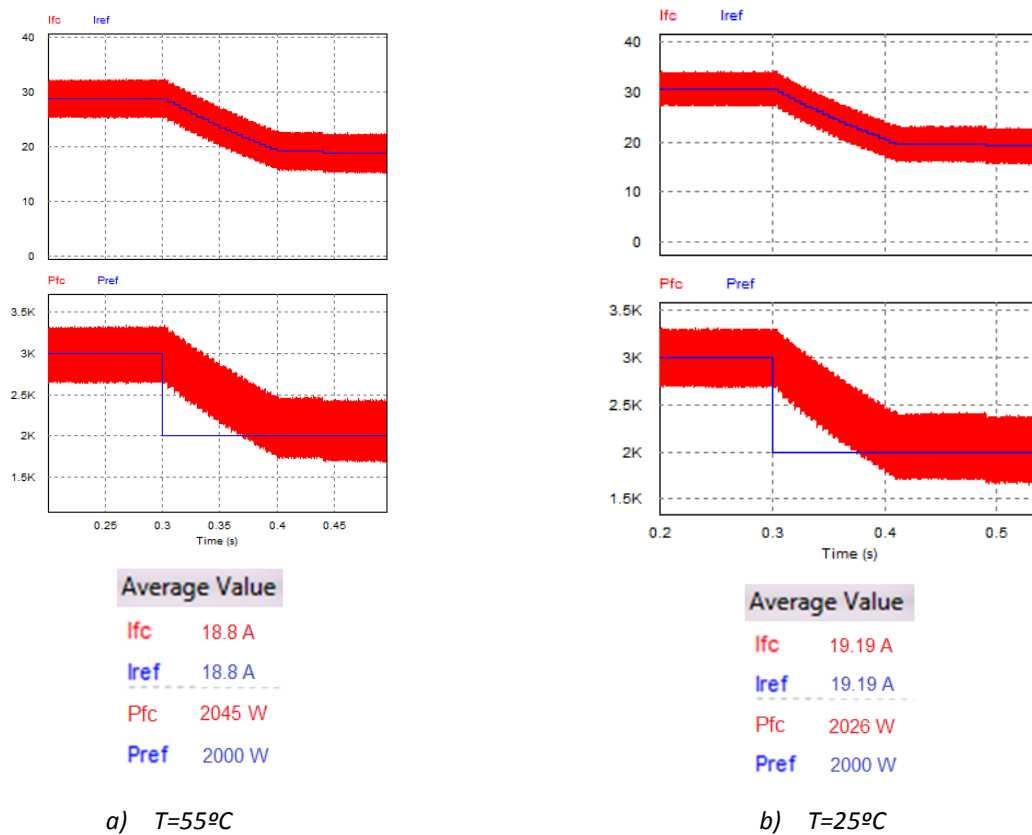 Ifc Iref
40
30
20
10
0
Pfc Pref
3.5K
3K
2.5K
2K
1.5K
0.25 0.3 0.35 0.4 0.45
Time (s)
Average Value
Ifc 18.8 A
Iref 18.8 A
Pfc 2045 W
Pref 2000 W
a) T=55ºC
Ifc Iref
40
30
20
10
0
Pfc Pref
3.5K
3K
2.5K
2K
1.5K
0.2 0.3 0.4 0.5
Time (s)
Average Value
Ifc 19.19 A
Iref 19.19 A
Pfc 2026 W
Pref 2000 W
b) T=25ºC